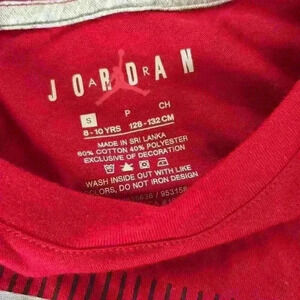 JORDAN
AIR
S P CH
8-10 YRS 128-132 CM
MADE IN SRI LANKA
60% COTTON 40% POLYESTER
EXCLUSIVE OF DECORATION
WASH INSIDE OUT WITH LIKE
COLORS, DO NOT IRON DESIGN